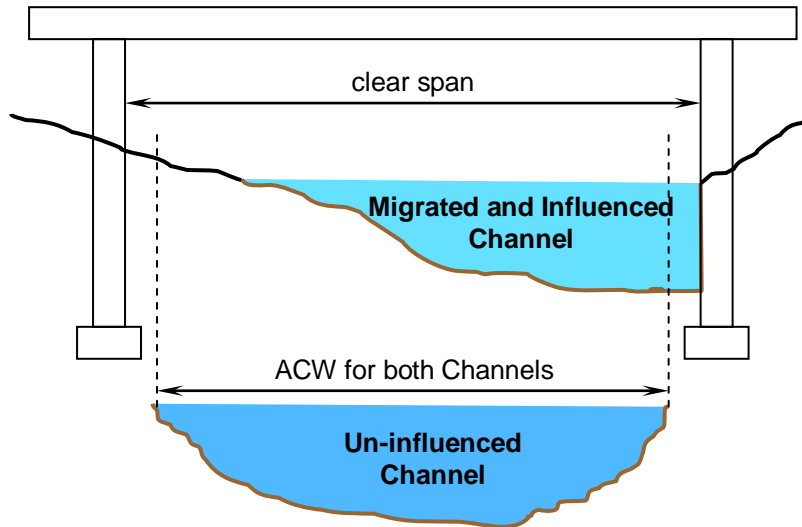 clear span
Migrated and Influenced
Channel
ACW for both Channels
Un-influenced
Channel